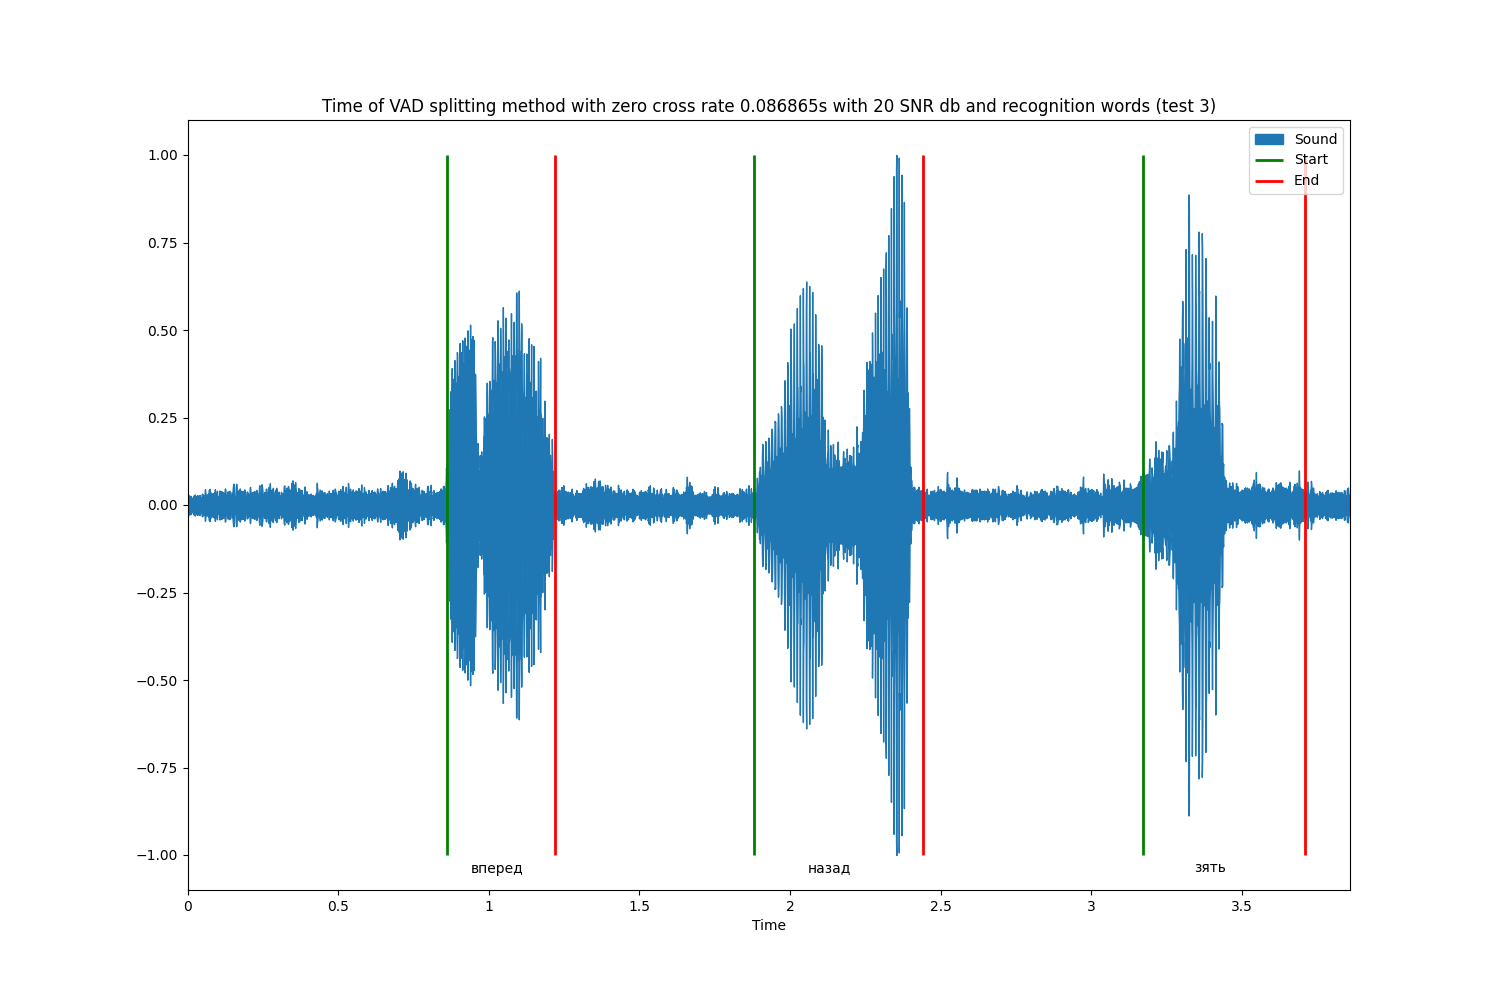 Time of VAD splitting method with zero cross rate 0.086865s with 20 SNR db and recognition words (test 3)
Sound
Start
End
1.00
0.75
0.50
0.25
0.00
−0.25
−0.50
−0.75
−1.00
вперед назад зять
0 0.5 1 1.5 2 2.5 3 3.5
Time